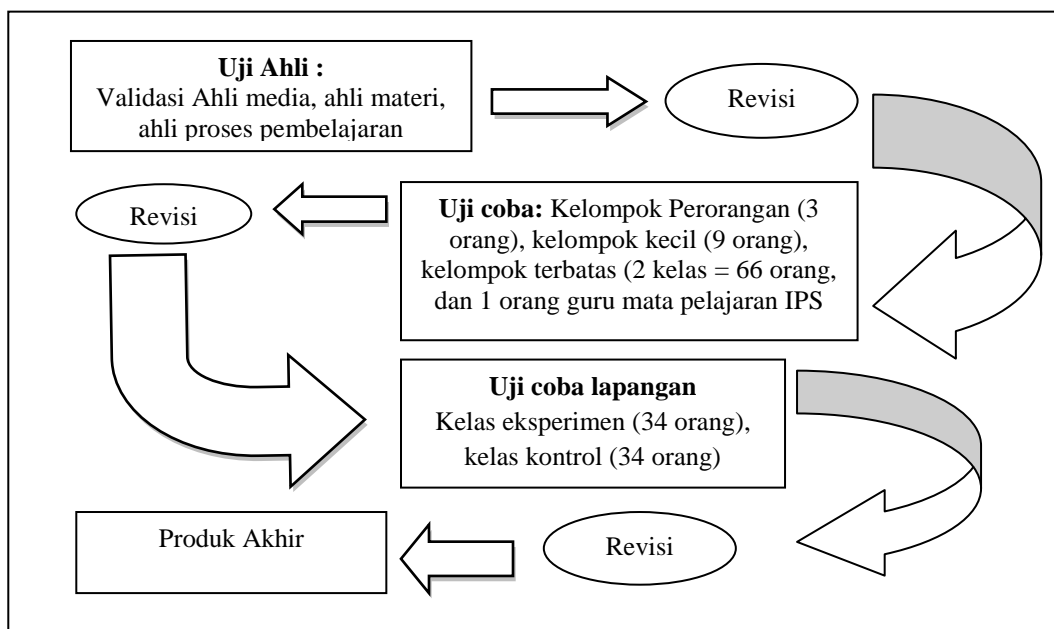 Uji Ahli :
Validasi Ahli media, ahli materi,
ahli proses pembelajaran
Revisi
Uji coba: Kelompok Perorangan (3
orang), kelompok kecil (9 orang),
kelompok terbatas (2 kelas = 66 orang,
dan 1 orang guru mata pelajaran IPS
Revisi
Uji coba lapangan
Kelas eksperimen (34 orang),
kelas kontrol (34 orang)
Revisi
Produk Akhir